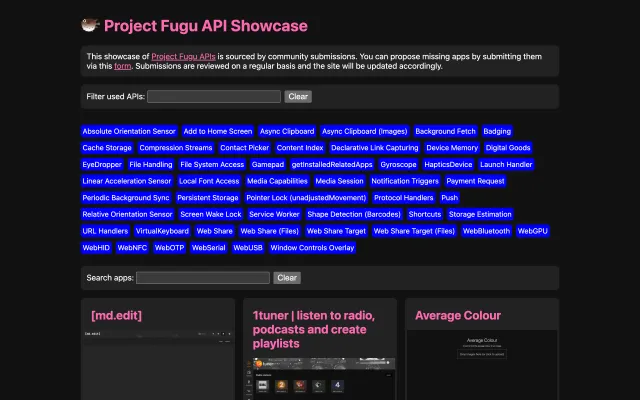 Project Fugu API Showcase
This showcase of Project Fugu APIs is sourced by community submissions. You can propose missing apps by submitting them
via this form. Submissions are reviewed on a regular basis and the site will be updated accordingly.
Filter used APIs: Clear
Absolute Orientation Sensor Add to Home Screen Async Clipboard Async Clipboard (Images) Background Fetch Badging
Cache Storage Compression Streams Contact Picker Content Index Declarative Link Capturing Device Memory Digital Goods
EyeDropper File Handling File System Access Gamepad getInstalledRelatedApps Gyroscope HapticsDevice Launch Handler
Linear Acceleration Sensor Local Font Access Media Capabilities Media Session Notification Triggers Payment Request
Periodic Background Sync Persistent Storage Pointer Lock (unadjustedMovement) Protocol Handlers Push
Relative Orientation Sensor Screen Wake Lock Service Worker Shape Detection (Barcodes) Shortcuts Storage Estimation
URL Handlers VirtualKeyboard Web Share Web Share (Files) Web Share Target Web Share Target (Files) WebBluetooth WebGPU
WebHID WebNFC WebOTP WebSerial WebUSB Window Controls Overlay
Search apps: Clear
[md.edit]
[md.edit]
1tuner | listen to radio,
podcasts and create
playlists
Average Colour
Average Colour